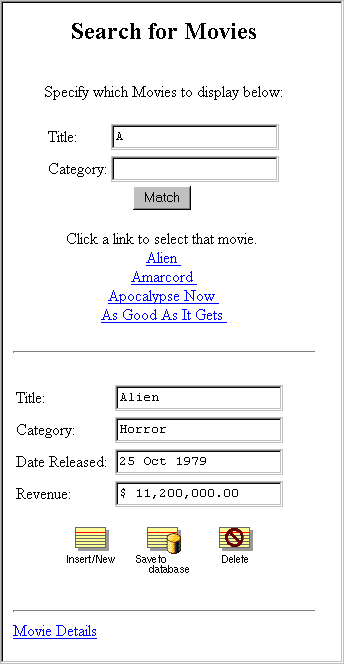 Search for Movies
Specify which Movies to display below:
Title: A
Category:
Match
Click a link to select that movie.
Alien
Amarcord
Apocalypse Now
As Good As It Gets
Title: Alien
Category: Horror
Date Released: 25 Oct 1979
Revenue: $ 11,200,000.00
Insert/New Save to database Delete
Movie Details